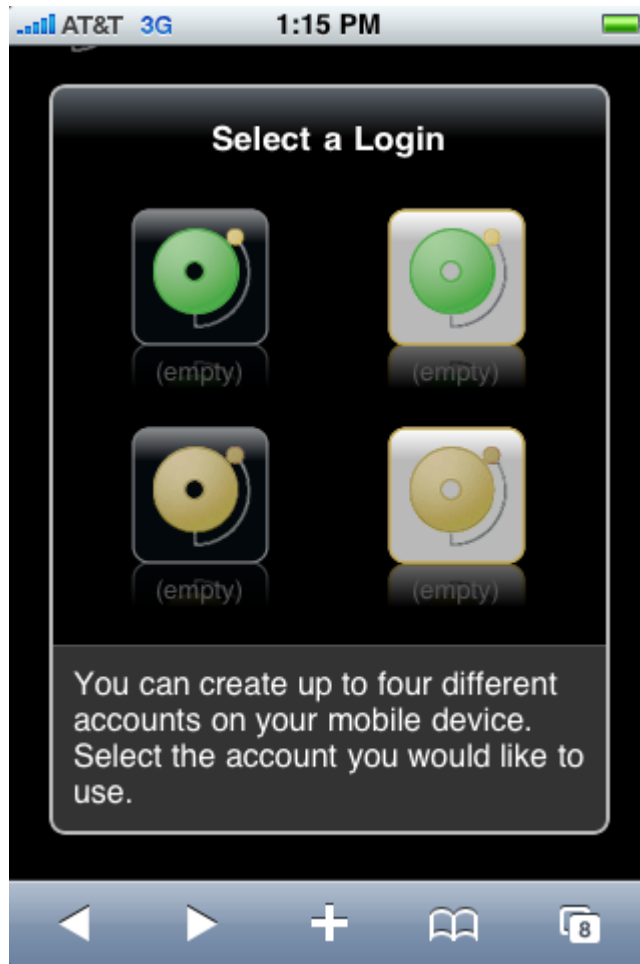 AT&T 3G 1:15 PM
Select a Login
(empty) (empty)
(empty) (empty)
You can create up to four different
accounts on your mobile device.
Select the account you would like to
use.
8